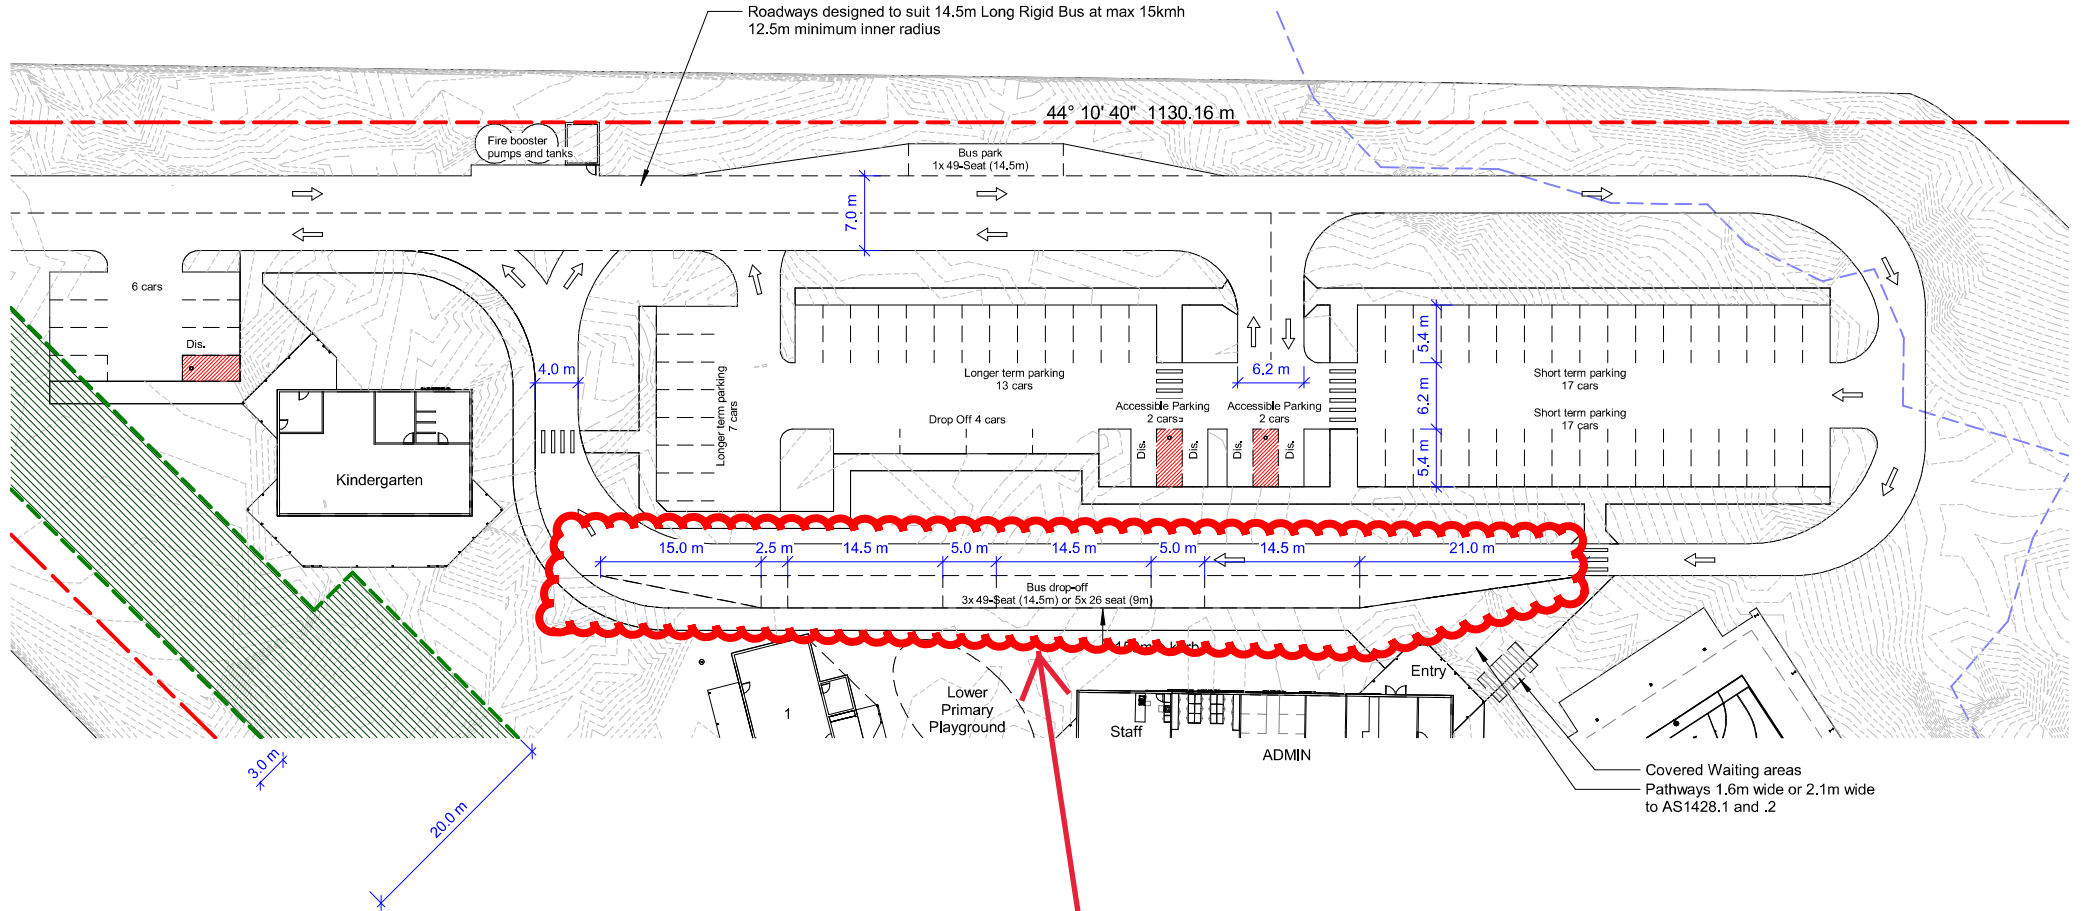 Roadways designed to suit 14.5m Long Rigid Bus at max 15kmh
12.5m minimum inner radius
44° 10' 40" 1130.16 m
Fire booster
pumps and tanks
Bus park
1x 49-Seat (14.5m)
7.0 m
6 cars
Dis.
4.0 m
Longer term parking
7 cars
Longer term parking
13 cars
Drop Off 4 cars
6.2 m
Accessible Parking
2 cars
Accessible Parking
2 cars
Dis.
Dis.
Dis.
Dis.
5.4 m
6.2 m
5.4 m
Short term parking
17 cars
Short term parking
17 cars
Kindergarten
15.0 m
2.5 m
14.5 m
5.0 m
14.5 m
5.0 m
14.5 m
21.0 m
Bus drop-off
3x 49-Seat (14.5m) or 5x 26 seat (9m)
Entry
Lower
Primary
Playground
1
Staff
ADMIN
3.0 m
20.0 m
Covered Waiting areas
Pathways 1.6m wide or 2.1m wide
to AS1428.1 and .2